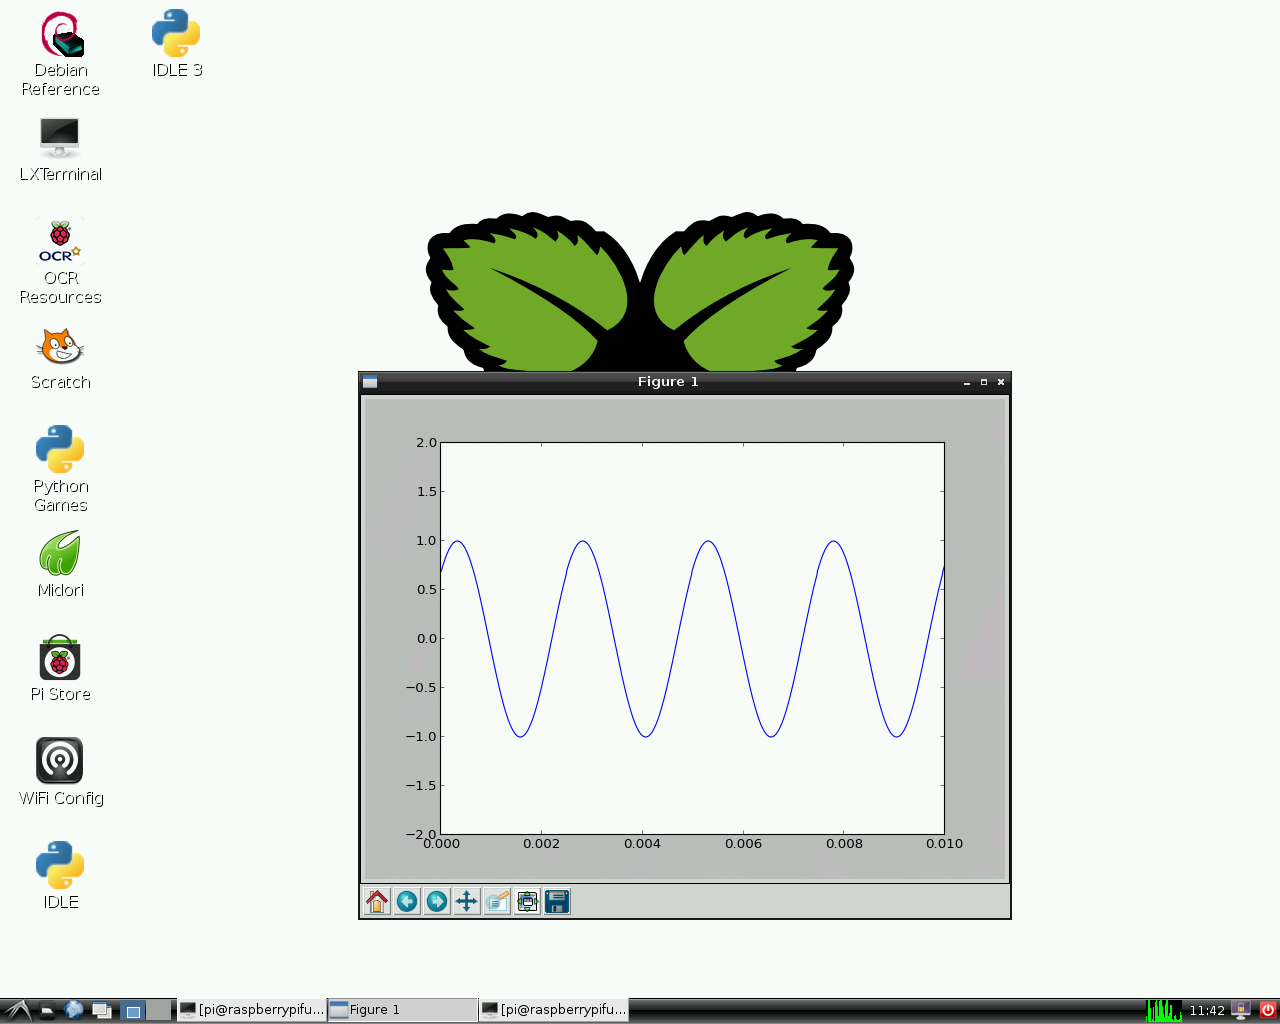 Debian
Reference
IDLE 3
LXTerminal
OCR
OCR
Resources
Scratch
Python
Games
Midori
Pi Store
WiFi Config
IDLE
Figure 1
2.0
1.5
1.0
0.5
0.0
−0.5
−1.0
−1.5
−2.0
0.000 0.002 0.004 0.006 0.008 0.010
[pi@raspberrypifu... Figure 1 [pi@raspberrypifu... 11:42